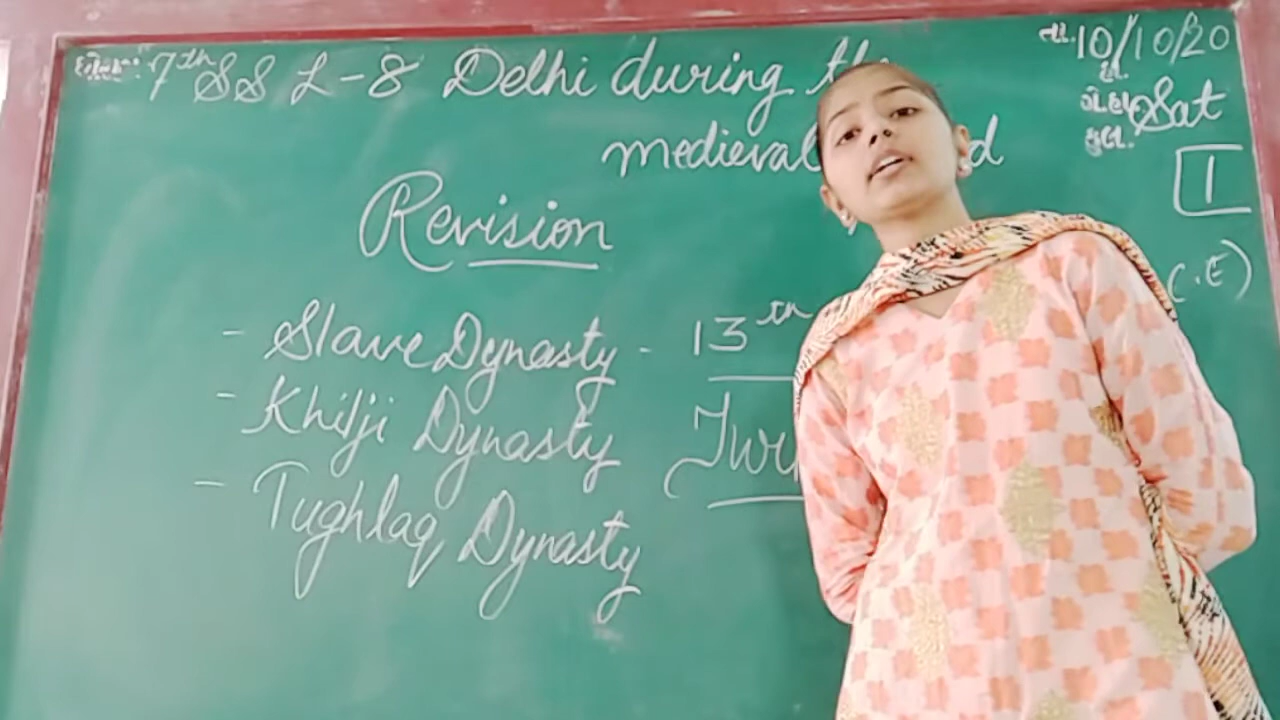 7th SS L-8 Delhi during
medieval
તા. 10/10/20
Sat
1
Revision
- Slave Dynasty - 13th
(.E)
- Khilji Dynasty
- Tughlaq Dynasty